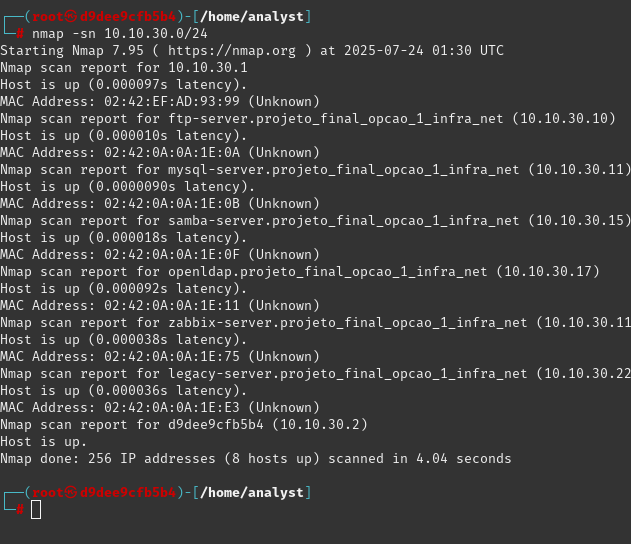 ┌──(root㉿d9dee9cfb5b4)-[/home/analyst]
└─# nmap -sn 10.10.30.0/24
Starting Nmap 7.95 ( https://nmap.org ) at 2025-07-24 01:30 UTC
Nmap scan report for 10.10.30.1
Host is up (0.000097s latency).
MAC Address: 02:42:EF:AD:93:99 (Unknown)
Nmap scan report for ftp-server.projeto_final_opcao_1_infra_net (10.10.30.10)
Host is up (0.000010s latency).
MAC Address: 02:42:0A:0A:1E:0A (Unknown)
Nmap scan report for mysql-server.projeto_final_opcao_1_infra_net (10.10.30.11)
Host is up (0.0000090s latency).
MAC Address: 02:42:0A:0A:1E:0B (Unknown)
Nmap scan report for samba-server.projeto_final_opcao_1_infra_net (10.10.30.15)
Host is up (0.000018s latency).
MAC Address: 02:42:0A:0A:1E:0F (Unknown)
Nmap scan report for openldap.projeto_final_opcao_1_infra_net (10.10.30.17)
Host is up (0.000092s latency).
MAC Address: 02:42:0A:0A:1E:11 (Unknown)
Nmap scan report for zabbix-server.projeto_final_opcao_1_infra_net (10.10.30.11
Host is up (0.000038s latency).
MAC Address: 02:42:0A:0A:1E:75 (Unknown)
Nmap scan report for legacy-server.projeto_final_opcao_1_infra_net (10.10.30.22
Host is up (0.000036s latency).
MAC Address: 02:42:0A:0A:1E:E3 (Unknown)
Nmap scan report for d9dee9cfb5b4 (10.10.30.2)
Host is up.
Nmap done: 256 IP addresses (8 hosts up) scanned in 4.04 seconds
┌──(root㉿d9dee9cfb5b4)-[/home/analyst]
└─#